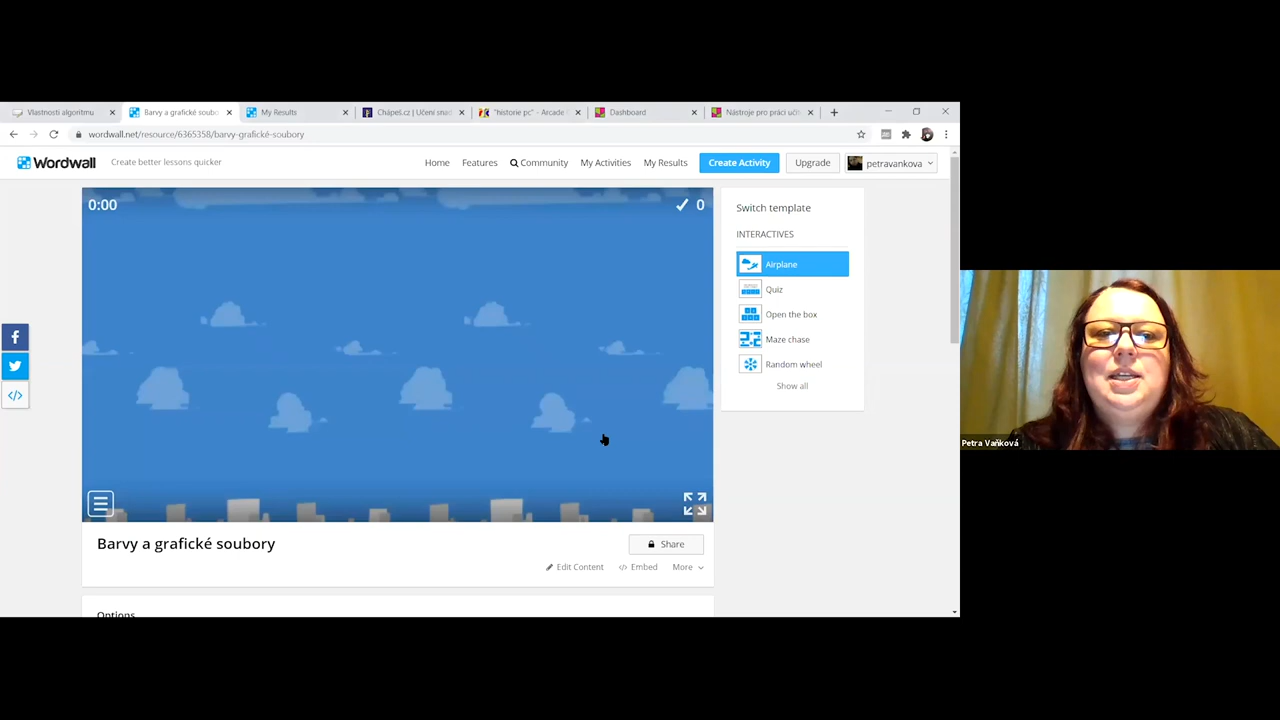 Vlastnosti algoritmu
Barvy a grafické soubo
My Results
Chápeš.cz | Učení snad
"historie pc" - Arcade
Dashboard
Nástroje pro práci učit
wordwall.net/resource/6365358/barvy-grafické-soubory
Wordwall
Create better lessons quicker
Home
Features
Community
My Activities
My Results
Create Activity
Upgrade
petravankova
0:00
0
Switch template
INTERACTIVES
Airplane
Quiz
Open the box
Maze chase
Random wheel
Show all
Petra Vaňková
Barvy a grafické soubory
Share
Edit Content
Embed
More
Options